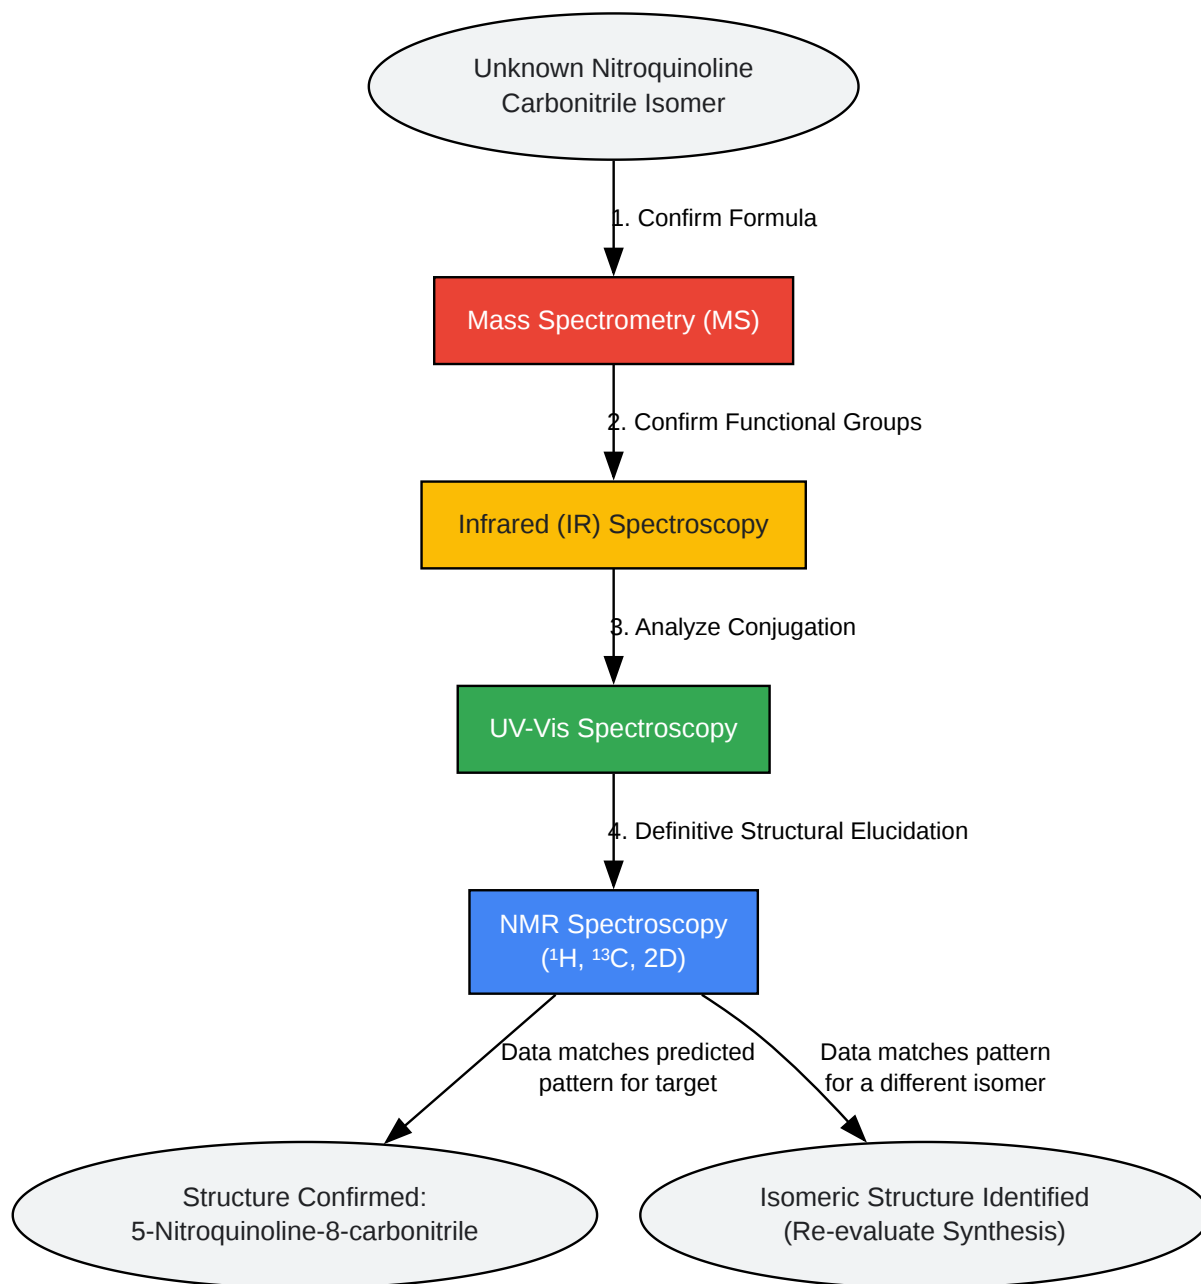 Unknown Nitroquinoline
Carbonitrile Isomer
1. Confirm Formula
Mass Spectrometry (MS)
2. Confirm Functional Groups
Infrared (IR) Spectroscopy
3. Analyze Conjugation
UV-Vis Spectroscopy
4. Definitive Structural Elucidation
NMR Spectroscopy
(¹H, ¹³C, 2D)
Data matches predicted
pattern for target
Data matches pattern
for a different isomer
Structure Confirmed:
5-Nitroquinoline-8-carbonitrile
Isomeric Structure Identified
(Re-evaluate Synthesis)